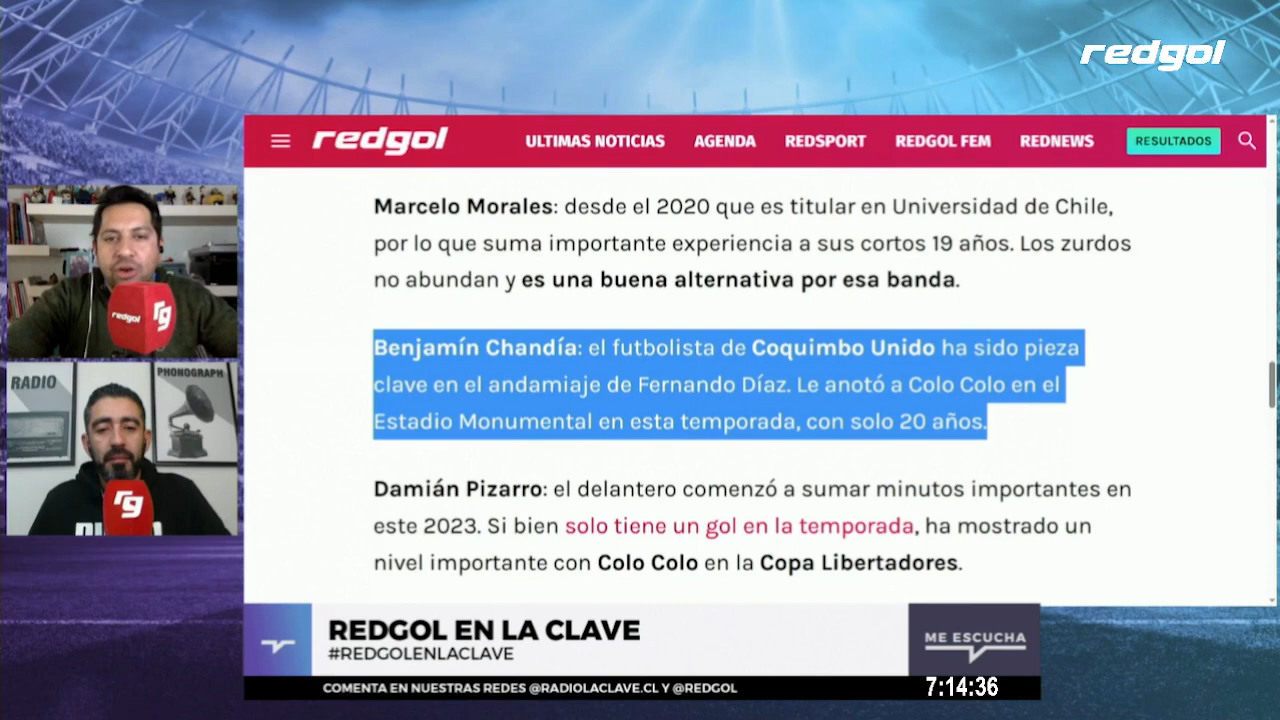 redgol
redgol
ULTIMAS NOTICIAS
AGENDA
REDSPORT
REDGOL FEM
REDNEWS
RESULTADOS
Marcelo Morales: desde el 2020 que es titular en Universidad de Chile,
por lo que suma importante experiencia a sus cortos 19 años. Los zurdos
no abundan y es una buena alternativa por esa banda.
Benjamín Chandía: el futbolista de Coquimbo Unido ha sido pieza
clave en el andamiaje de Fernando Díaz. Le anotó a Colo Colo en el
Estadio Monumental en esta temporada, con solo 20 años.
Damián Pizarro: el delantero comenzó a sumar minutos importantes en
este 2023. Si bien solo tiene un gol en la temporada, ha mostrado un
nivel importante con Colo Colo en la Copa Libertadores.
redgol
rg
RADIO
PHONOGRAPH
rg
REDGOL EN LA CLAVE
#REDGOLENLACLAVE
ME ESCUCHA
COMENTA EN NUESTRAS REDES @RADIOLACLAVE.CL Y @REDGOL
7:14:36